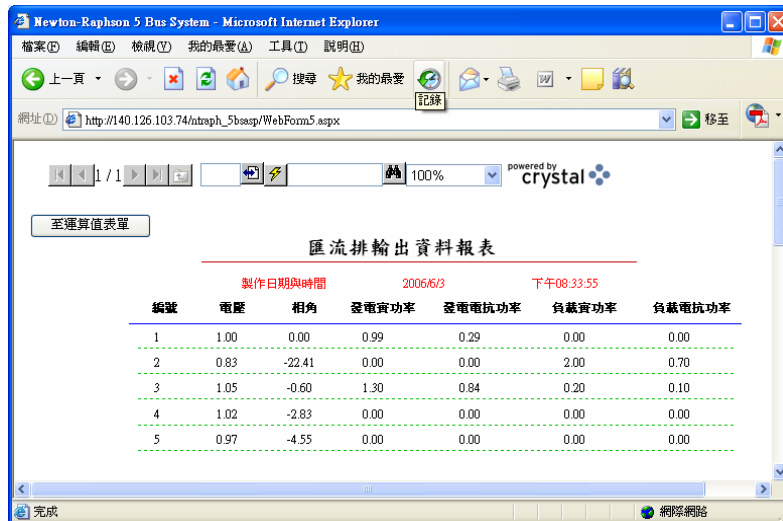 Newton-Raphson 5 Bus System - Microsoft Internet Explorer
檔案(F) 編輯(E) 檢視(V) 我的最愛(A) 工具(T) 說明(H)
上一頁 搜尋 我的最愛
記錄
網址(D) http://140.126.103.74/ntraph_5bsasp/WebForm5.aspx 移至
1 / 1 100% powered by crystal
至運算值表單
匯流排輸出資料報表
製作日期與時間 2006/6/3 下午08:33:55
編號 電壓 相角 發電實功率 發電電抗功率 負載實功率 負載電抗功率
1 1.00 0.00 0.99 0.29 0.00 0.00
2 0.83 -22.41 0.00 0.00 2.00 0.70
3 1.05 -0.60 1.30 0.84 0.20 0.10
4 1.02 -2.83 0.00 0.00 0.00 0.00
5 0.97 -4.55 0.00 0.00 0.00 0.00
完成 網際網路